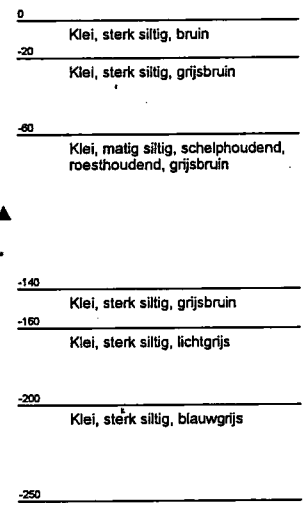 0
Klei, sterk siltig, bruin
-20
Klei, sterk siltig, grijsbruin
-60
Klei, matig siltig, schelphoudend,
roesthoudend, grijsbruin
-140
Klei, sterk siltig, grijsbruin
-160
Klei, sterk siltig, lichtgrijs
-200
Klei, sterk siltig, blauwgrijs
-250